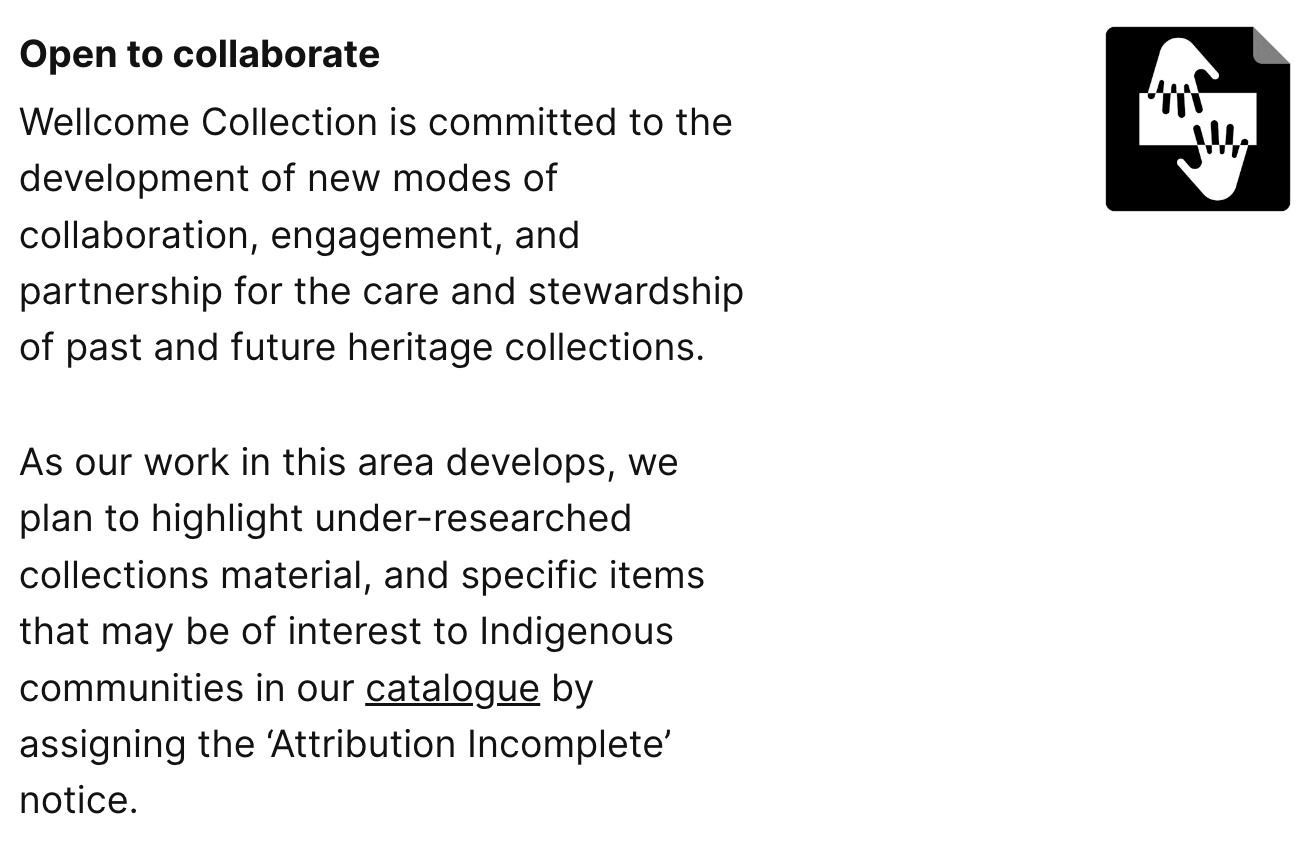 Open to collaborate
Wellcome Collection is committed to the
development of new modes of
collaboration, engagement, and
partnership for the care and stewardship
of past and future heritage collections.
As our work in this area develops, we
plan to highlight under-researched
collections material, and specific items
that may be of interest to Indigenous
communities in our catalogue by
assigning the ‘Attribution Incomplete’
notice.